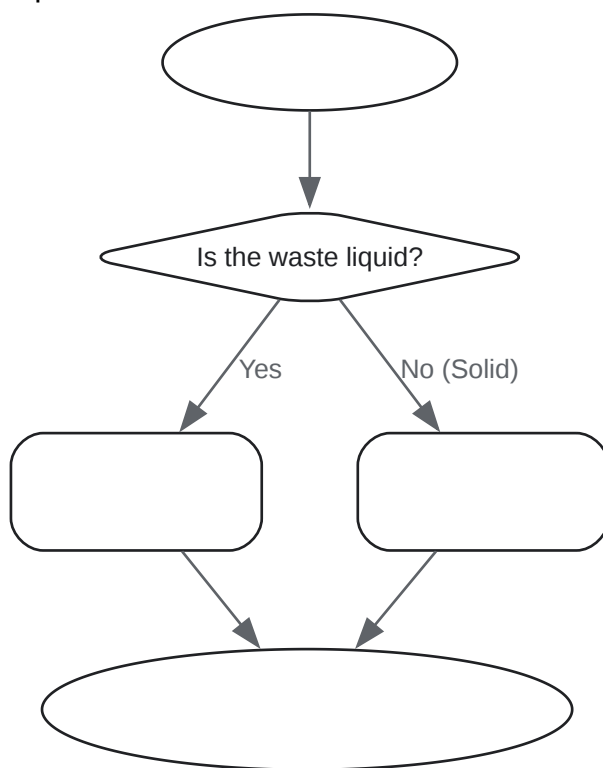 Is the waste liquid?
Yes
No (Solid)